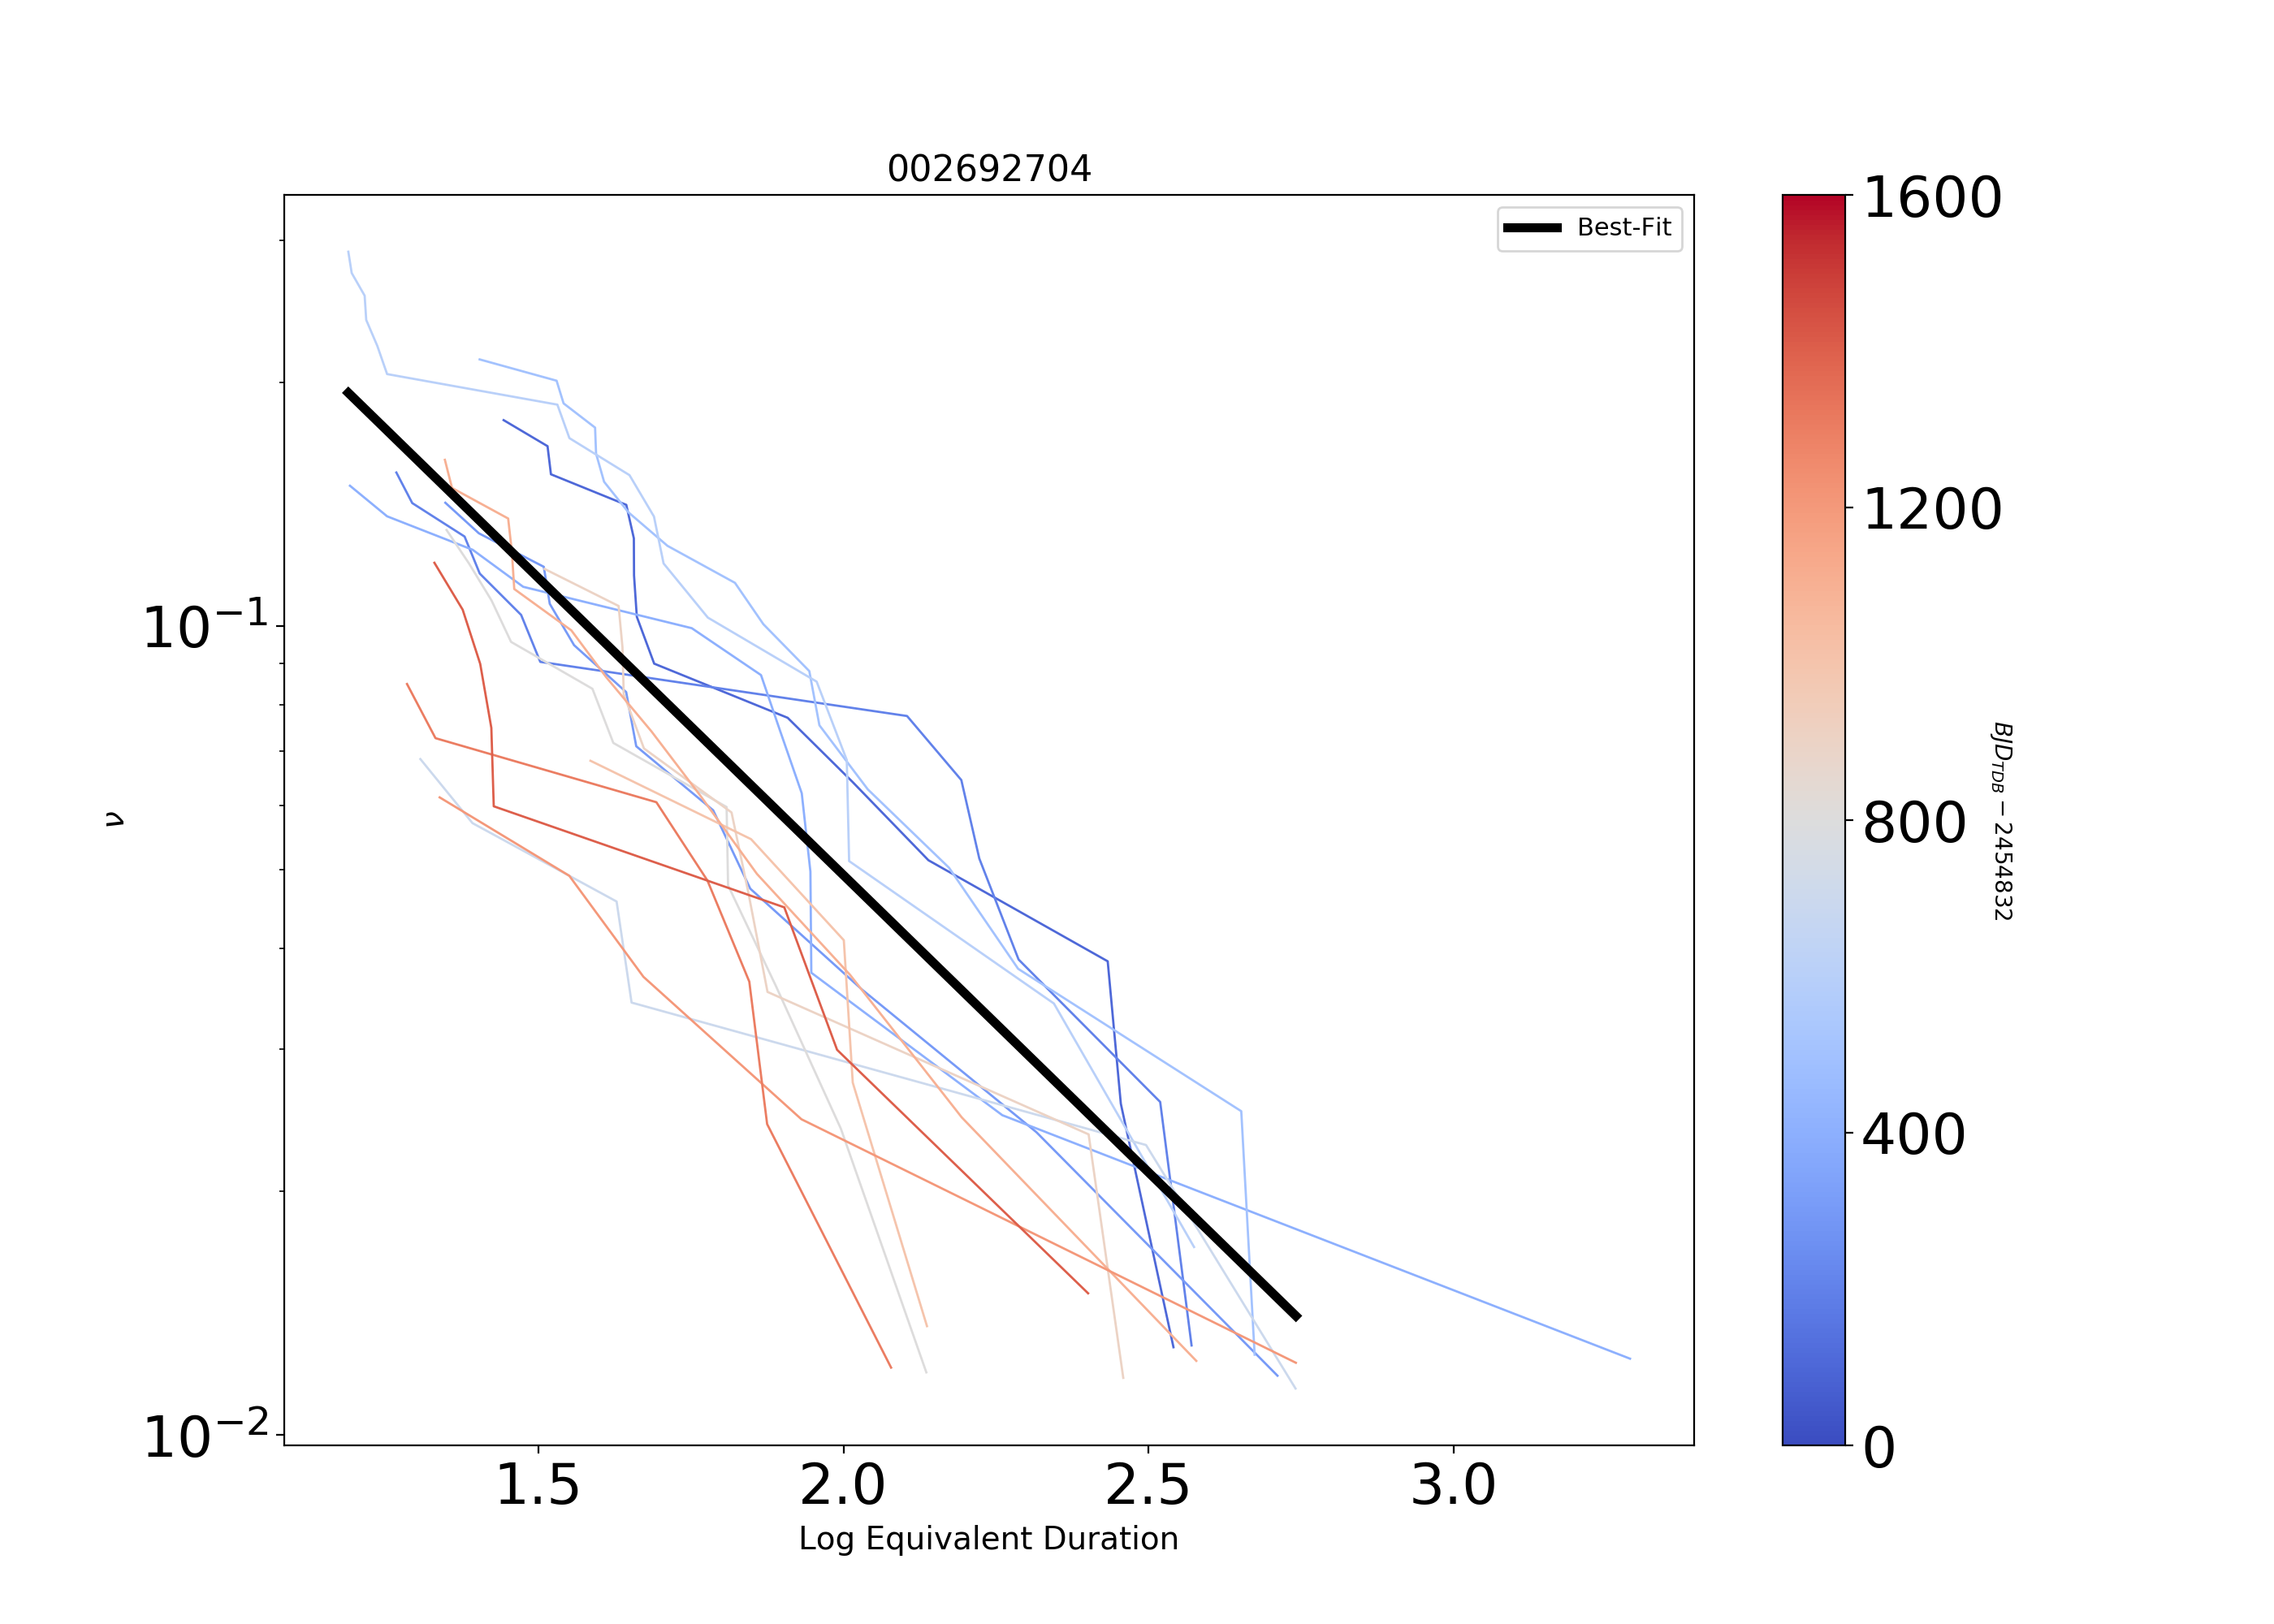 002692704
Best-Fit
10⁻¹
10⁻²
ν
1.5 2.0 2.5 3.0
Log Equivalent Duration
1600
1200
800
400
0
BJD_TDB − 2454832